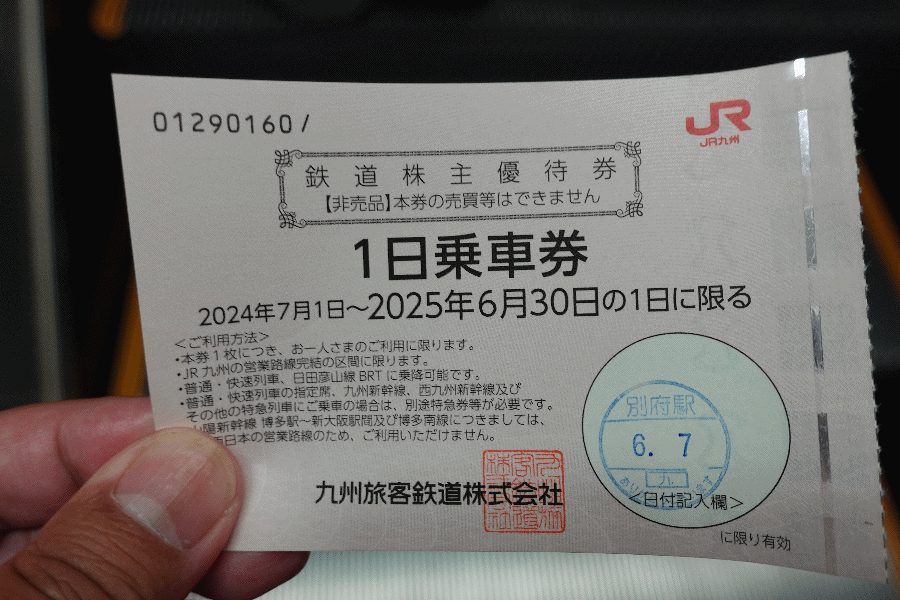 01290160/
JR
JR九州
鉄道株主優待券
【非売品】本券の売買等はできません
1日乗車券
2024年7月1日～2025年6月30日の1日に限る
＜ご利用方法＞
・本券1枚につき、お一人さまのご利用に限ります。
・JR九州の営業路線完結の区間に限ります。
・普通・快速列車、日田彦山線BRTに乗降可能です。
・普通・快速列車の指定席、九州新幹線、西九州新幹線及び
その他の特急列車にご乗車の場合は、別途特急券等が必要です。
山陽新幹線 博多駅～新大阪駅間及び博多南線につきましては、
西日本の営業路線のため、ご利用いただけません。
別府駅
6.7
九
＜日付記入欄＞
九州旅客鉄道株式会社
に限り有効